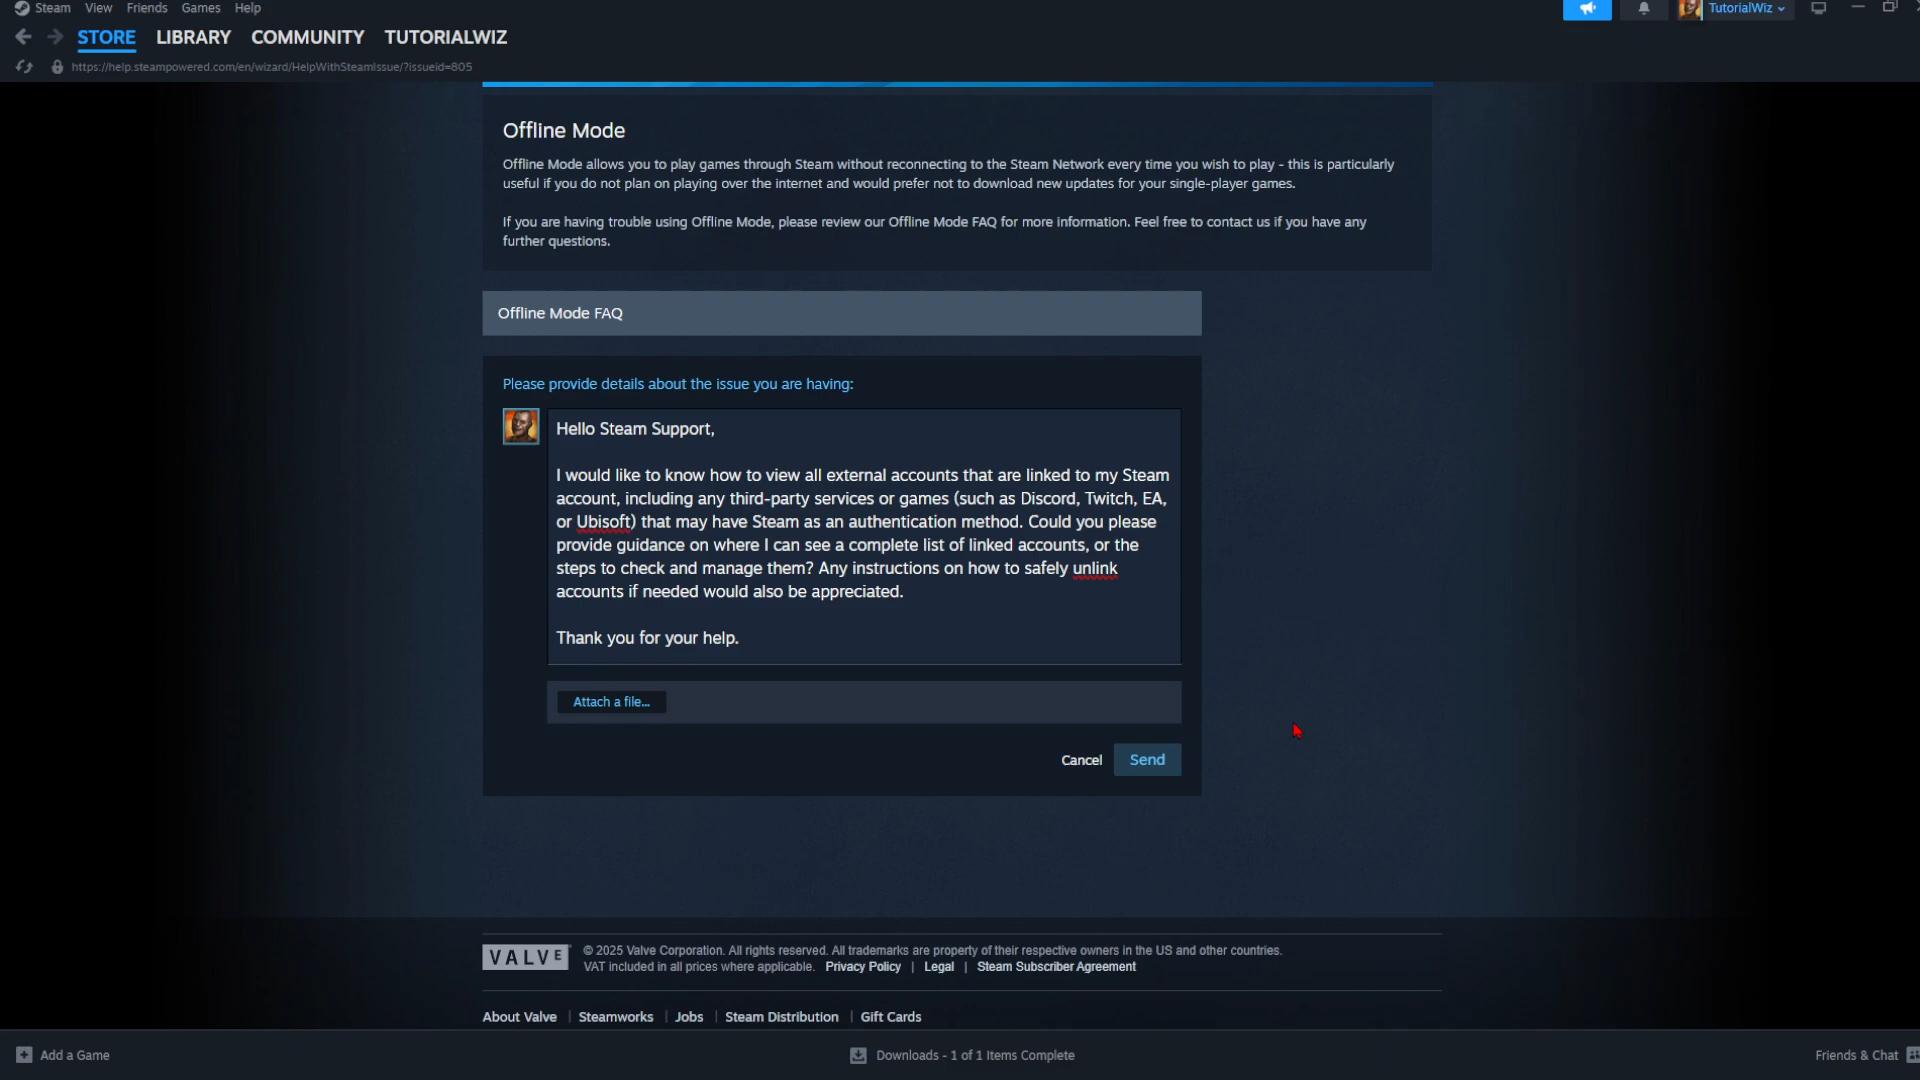 Steam View Friends Games Help
TutorialWiz
STORE LIBRARY COMMUNITY TUTORIALWIZ
https://help.steampowered.com/en/wizard/HelpWithSteamIssue/?issueid=805
Offline Mode
Offline Mode allows you to play games through Steam without reconnecting to the Steam Network every time you wish to play - this is particularly
useful if you do not plan on playing over the internet and would prefer not to download new updates for your single-player games.
If you are having trouble using Offline Mode, please review our Offline Mode FAQ for more information. Feel free to contact us if you have any
further questions.
Offline Mode FAQ
Please provide details about the issue you are having:
Hello Steam Support,
I would like to know how to view all external accounts that are linked to my Steam
account, including any third-party services or games (such as Discord, Twitch, EA,
or Ubisoft) that may have Steam as an authentication method. Could you please
provide guidance on where I can see a complete list of linked accounts, or the
steps to check and manage them? Any instructions on how to safely unlink
accounts if needed would also be appreciated.
Thank you for your help.
Attach a file...
Cancel Send
VALVE
© 2025 Valve Corporation. All rights reserved. All trademarks are property of their respective owners in the US and other countries.
VAT included in all prices where applicable. Privacy Policy | Legal | Steam Subscriber Agreement
About Valve | Steamworks | Jobs | Steam Distribution | Gift Cards
Add a Game
Downloads - 1 of 1 Items Complete
Friends & Chat